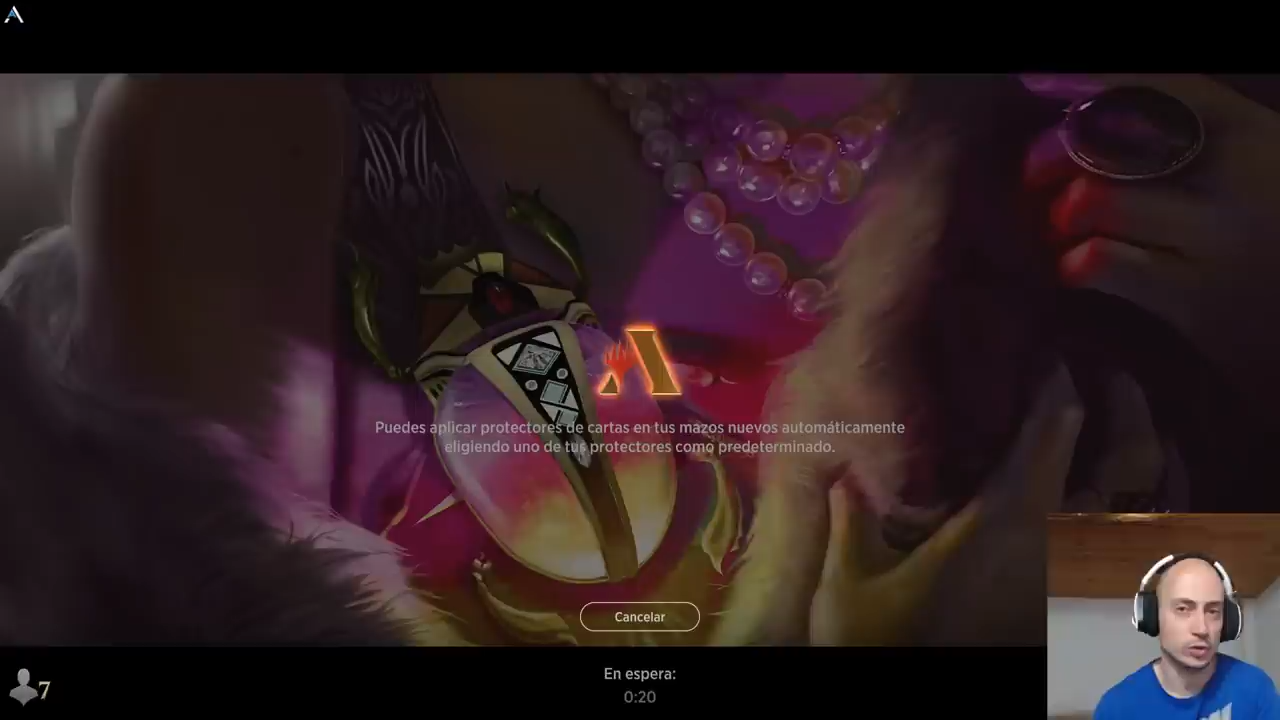 Puedes aplicar protectores de cartas en tus mazos nuevos automáticamente
eligiendo uno de tus protectores como predeterminado.
Cancelar
En espera:
0:20
7